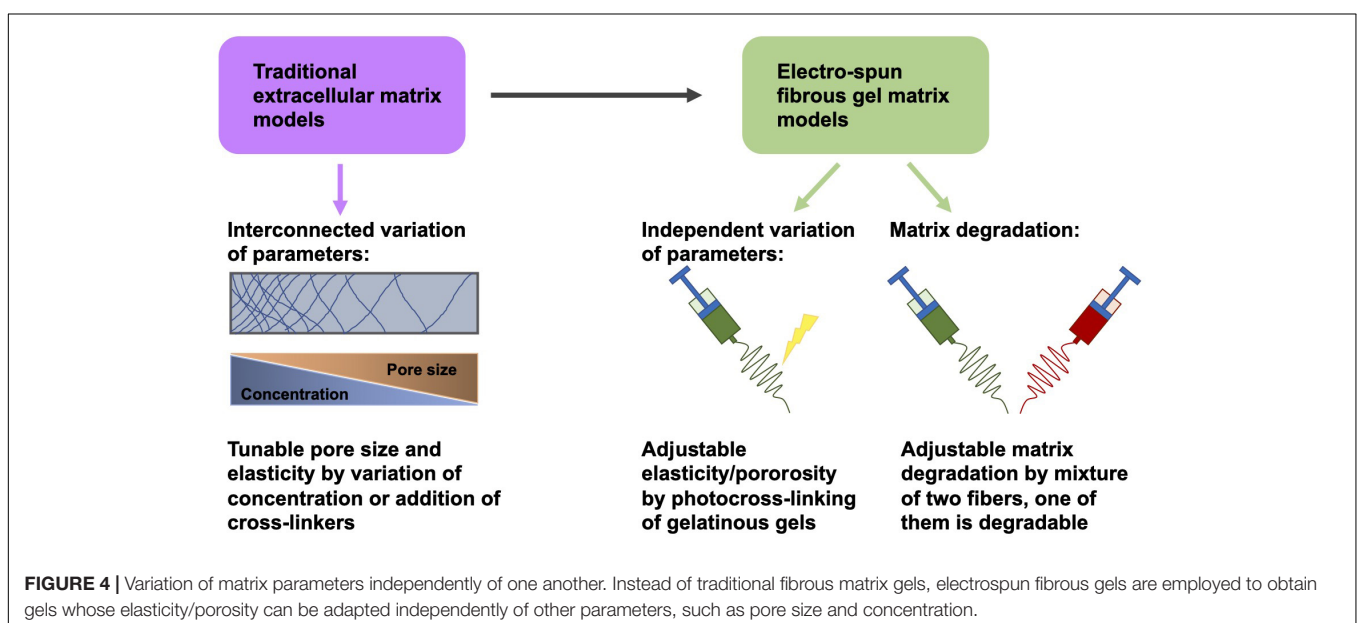 Traditional
extracellular matrix
models
Electro-spun
fibrous gel matrix
models
Interconnected variation
of parameters:
Pore size
Concentration
Tunable pore size and
elasticity by variation of
concentration or addition of
cross-linkers
Independent variation
of parameters:
Adjustable
elasticity/pororosity
by photocross-linking
of gelatinous gels
Matrix degradation:
Adjustable matrix
degradation by mixture
of two fibers, one of
them is degradable
FIGURE 4 | Variation of matrix parameters independently of one another. Instead of traditional fibrous matrix gels, electrospun fibrous gels are employed to obtain
gels whose elasticity/porosity can be adapted independently of other parameters, such as pore size and concentration.